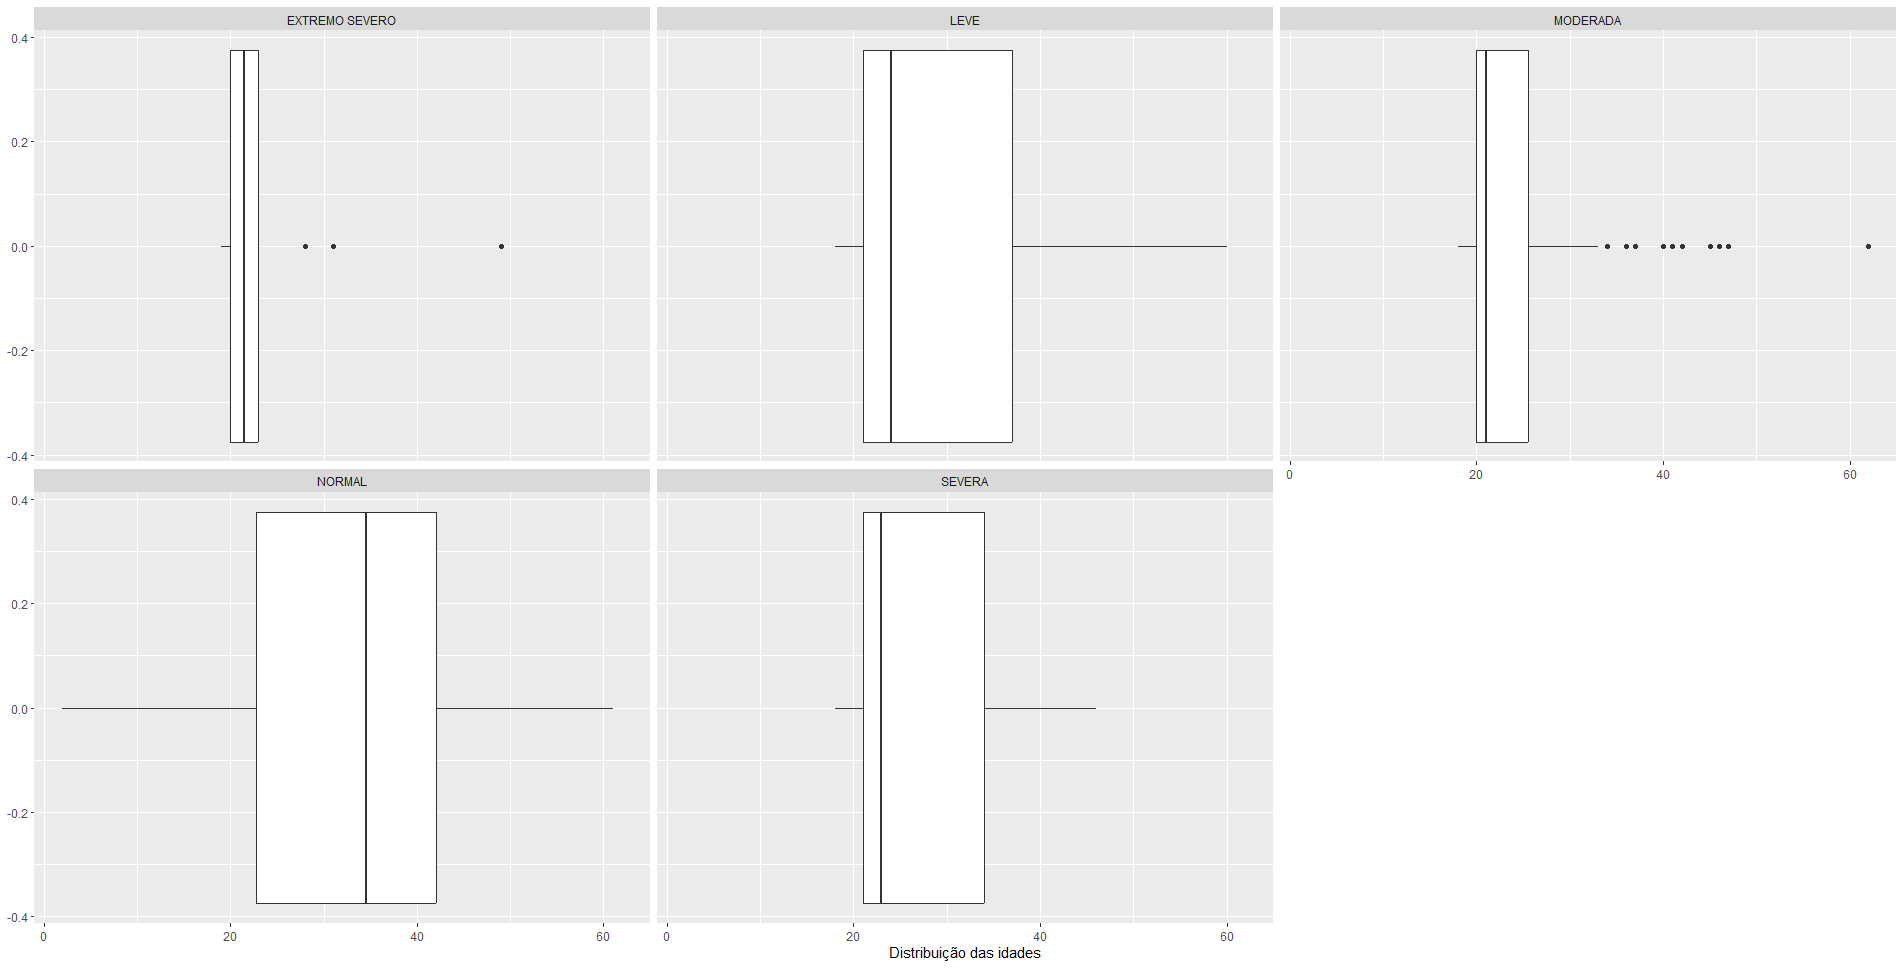 EXTREMO SEVERO LEVE MODERADA
0.4
0.2
0.0
-0.2
-0.4
0 20 40 60
NORMAL SEVERA
0.4
0.2
0.0
-0.2
-0.4
0 20 40 60 0 20 40 60
Distribuição das idades